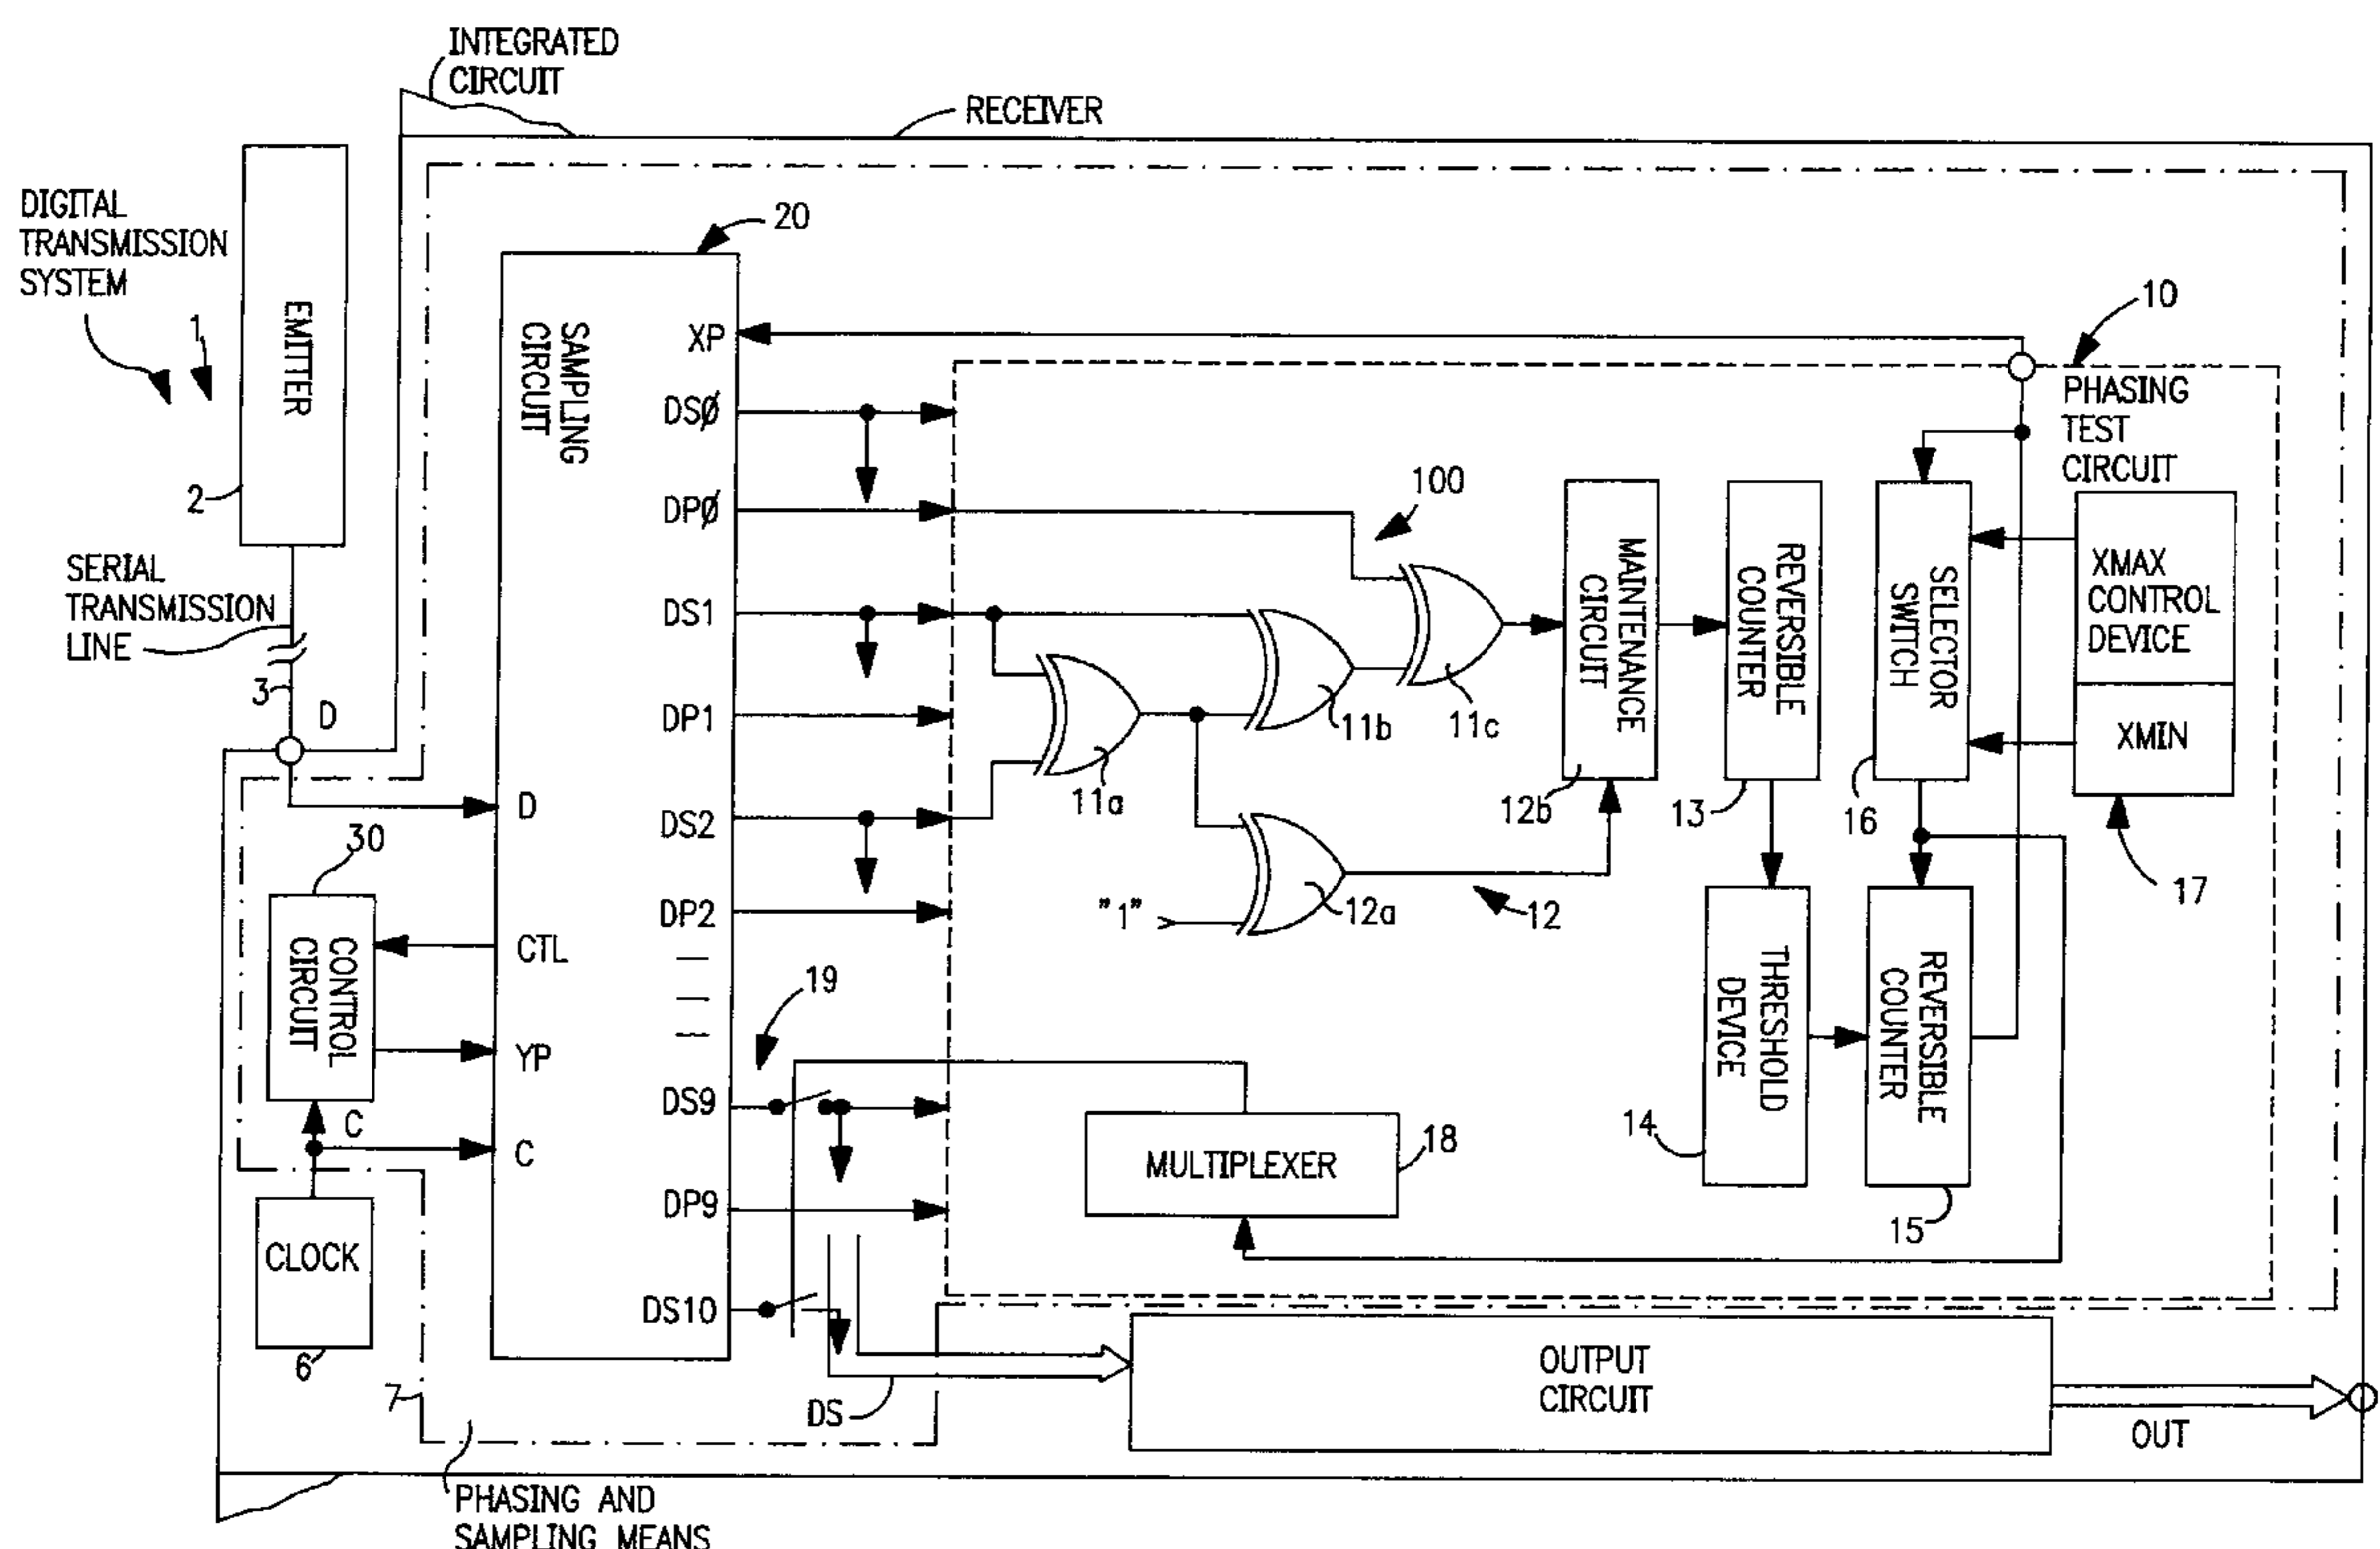 INTEGRATED
CIRCUIT
RECEIVER
DIGITAL
TRANSMISSION
SYSTEM
1
EMITTER
2
SERIAL
TRANSMISSION
LINE
3
D
20
SAMPLING
CIRCUIT
XP
DSØ
DPØ
DS1
DP1
DS2
DP2
DS9
DP9
DS10
D
CTL
YP
C
30
CONTROL
CIRCUIT
C
CLOCK
6
7
PHASING AND
SAMPLING MEANS
19
DS
10
PHASING
TEST
CIRCUIT
100
11a
11b
11c
"1"
12a
12
MAINTENANCE
CIRCUIT
12b
REVERSIBLE
COUNTER
13
SELECTOR
SWITCH
16
XMAX
CONTROL
DEVICE
XMIN
17
THRESHOLD
DEVICE
14
REVERSIBLE
COUNTER
15
MULTIPLEXER
18
OUTPUT
CIRCUIT
OUT